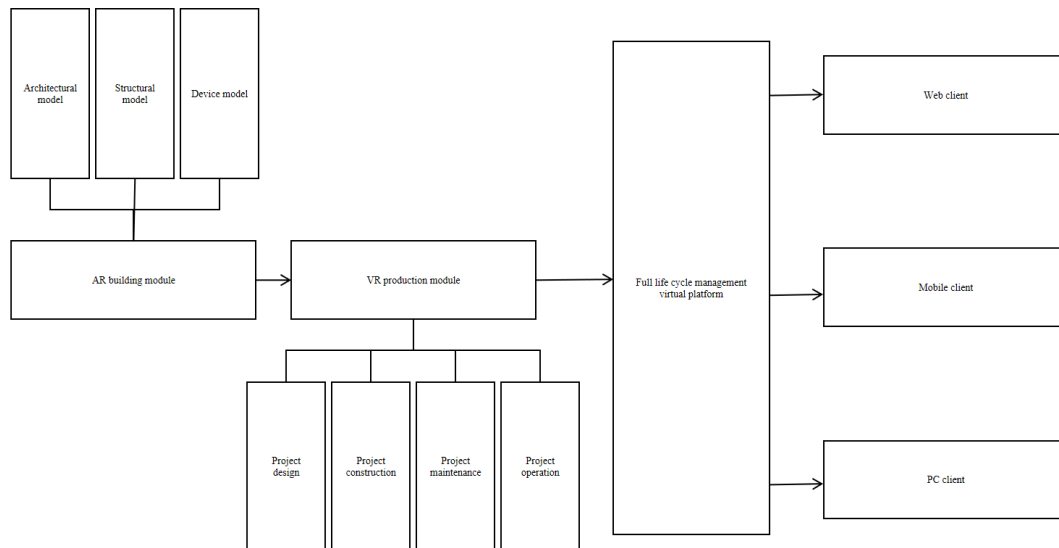 Architectural
model
Structural
model
Device model
AR building module
VR production module
Full life cycle management
virtual platform
Web client
Mobile client
PC client
Project
design
Project
construction
Project
maintenance
Project
operation